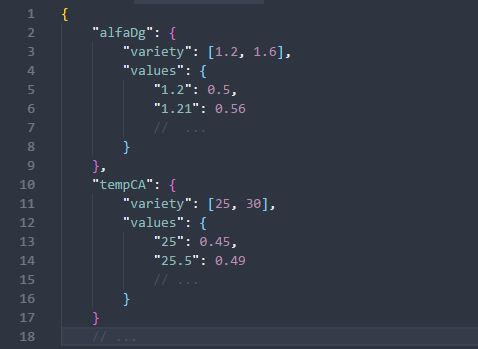 1 {
2 "alfaDg": {
3 "variety": [1.2, 1.6],
4 "values": {
5 "1.2": 0.5,
6 "1.21": 0.56
7 // ...
8 }
9 },
10 "tempCA": {
11 "variety": [25, 30],
12 "values": {
13 "25": 0.45,
14 "25.5": 0.49
15 // ...
16 }
17 }
18 // ...